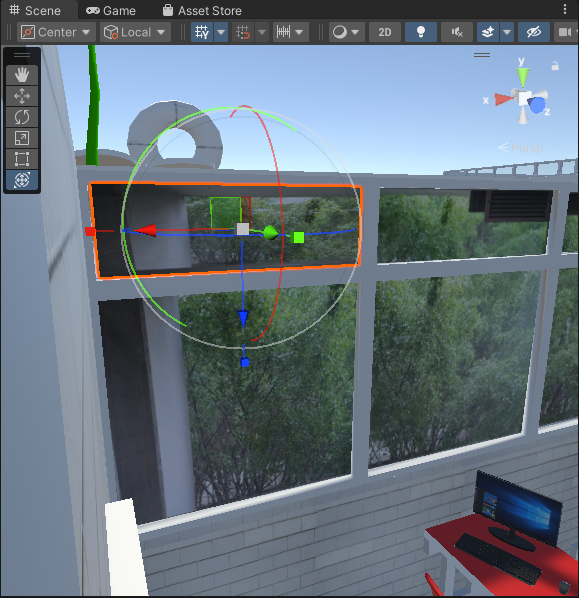 Scene Game Asset Store
Center Local Y 2D
y
x z
Persp